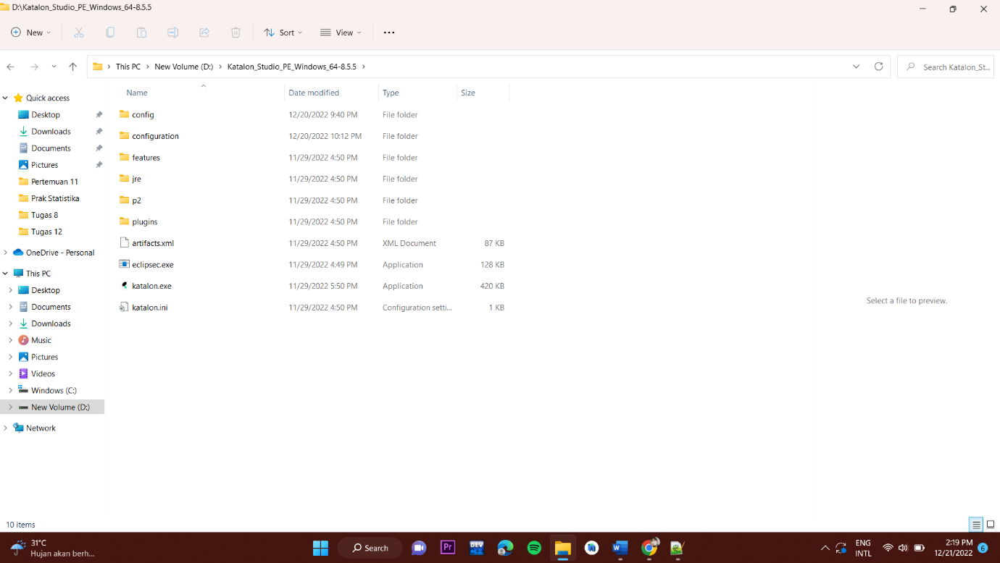 D:\Katalon_Studio_PE_Windows_64-8.5.5
New
Sort
View
This PC
New Volume (D:)
Katalon_Studio_PE_Windows_64-8.5.5
Search Katalon_St...
Name
Date modified
Type
Size
Quick access
Desktop
Downloads
Documents
Pictures
Pertemuan 11
Prak Statistika
Tugas 8
Tugas 12
OneDrive - Personal
This PC
Desktop
Documents
Downloads
Music
Pictures
Videos
Windows (C:)
New Volume (D:)
Network
config 12/20/2022 9:40 PM File folder
configuration 12/20/2022 10:12 PM File folder
features 11/29/2022 4:50 PM File folder
jre 11/29/2022 4:50 PM File folder
p2 11/29/2022 4:50 PM File folder
plugins 11/29/2022 4:50 PM File folder
artifacts.xml 11/29/2022 4:50 PM XML Document 87 KB
eclipsec.exe 11/29/2022 4:49 PM Application 128 KB
katalon.exe 11/29/2022 5:50 PM Application 420 KB
katalon.ini 11/29/2022 4:50 PM Configuration setti... 1 KB
Select a file to preview.
10 items
31°C
Hujan akan berh...
Search
Pr
DEV
W
ENG
INTL
2:19 PM
12/21/2022
6